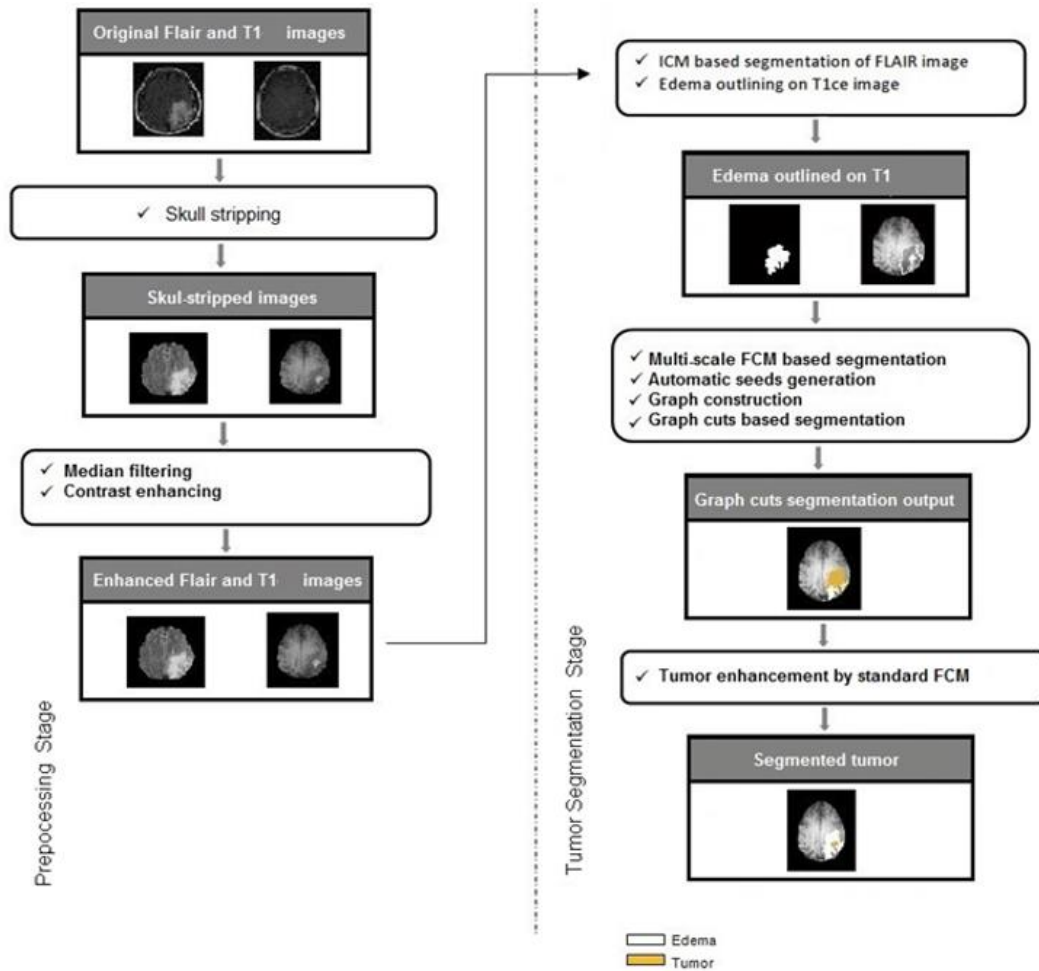 Original Flair and T1 images
✓ Skull stripping
Skul-stripped images
✓ Median filtering
✓ Contrast enhancing
Enhanced Flair and T1 images
Prepocessing Stage
✓ ICM based segmentation of FLAIR image
✓ Edema outlining on T1ce image
Edema outlined on T1
✓ Multi-scale FCM based segmentation
✓ Automatic seeds generation
✓ Graph construction
✓ Graph cuts based segmentation
Graph cuts segmentation output
✓ Tumor enhancement by standard FCM
Segmented tumor
Tumor Segmentation Stage
Edema
Tumor